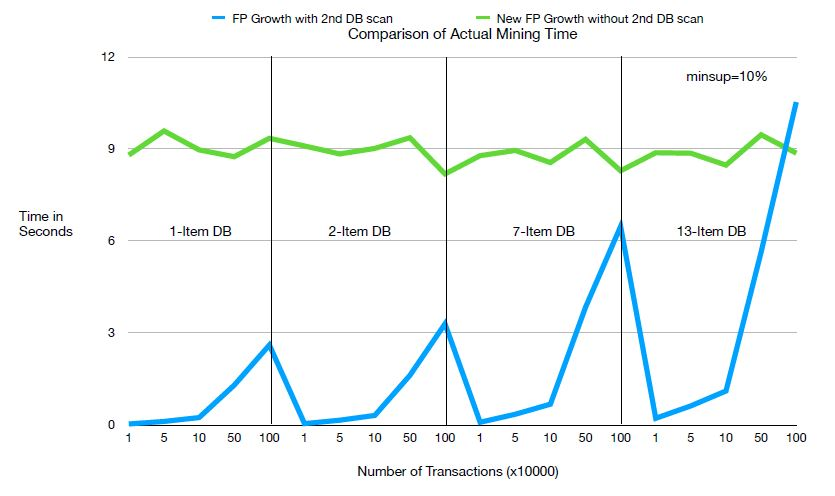 FP Growth with 2nd DB scan
New FP Growth without 2nd DB scan
Comparison of Actual Mining Time
12
minsup=10%
9
Time in
Seconds
1-Item DB
2-Item DB
7-Item DB
13-Item DB
6
3
0
1 5 10 50 100 1 5 10 50 100 1 5 10 50 100 1 5 10 50 100
Number of Transactions (x10000)